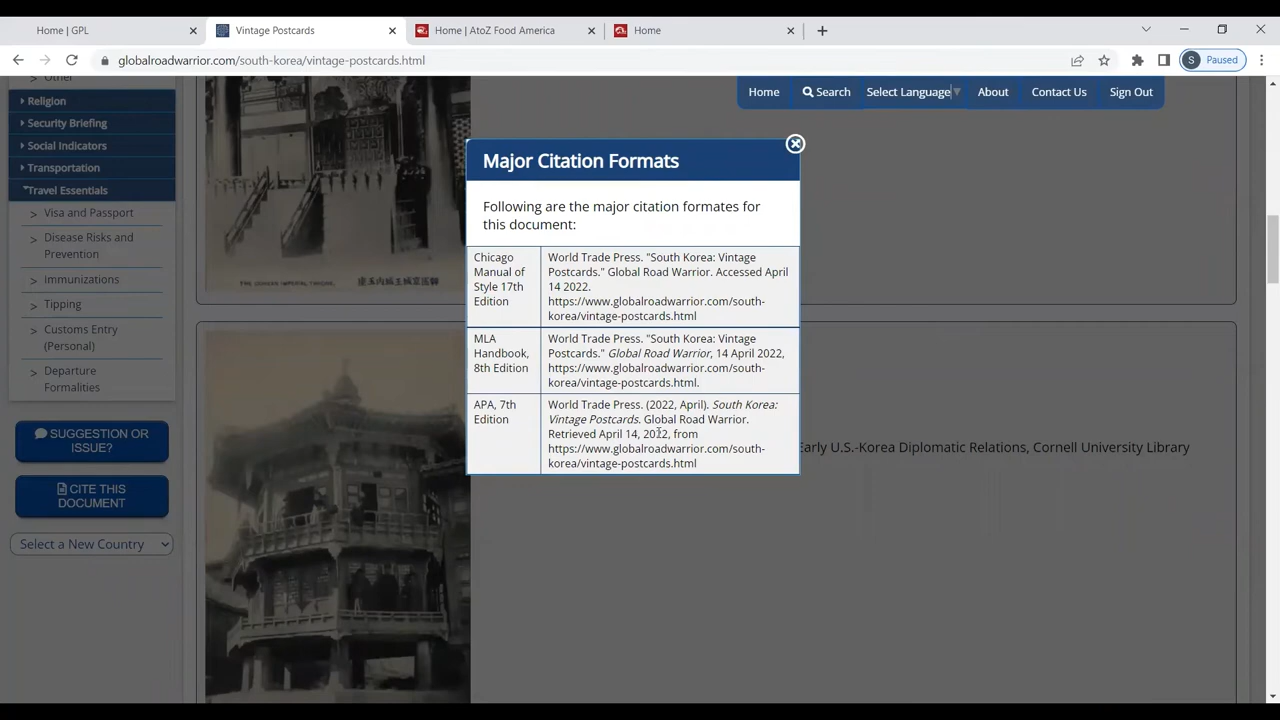 Home | GPL
Vintage Postcards
Home | AtoZ Food America
Home
globalroadwarrior.com/south-korea/vintage-postcards.html
Paused
S
Home
Search
Select Language
About
Contact Us
Sign Out
Other
Religion
Security Briefing
Social Indicators
Transportation
Travel Essentials
> Visa and Passport
> Disease Risks and
Prevention
> Immunizations
> Tipping
> Customs Entry
(Personal)
> Departure
Formalities
SUGGESTION OR
ISSUE?
CITE THIS
DOCUMENT
Select a New Country
Major Citation Formats
Following are the major citation formates for
this document:
Chicago
Manual of
Style 17th
Edition
World Trade Press. "South Korea: Vintage
Postcards." Global Road Warrior. Accessed April
14 2022.
https://www.globalroadwarrior.com/south-
korea/vintage-postcards.html
MLA
Handbook,
8th Edition
World Trade Press. "South Korea: Vintage
Postcards." Global Road Warrior, 14 April 2022,
https://www.globalroadwarrior.com/south-
korea/vintage-postcards.html.
APA, 7th
Edition
World Trade Press. (2022, April). South Korea:
Vintage Postcards. Global Road Warrior.
Retrieved April 14, 2022, from
https://www.globalroadwarrior.com/south-
korea/vintage-postcards.html
Early U.S.-Korea Diplomatic Relations, Cornell University Library